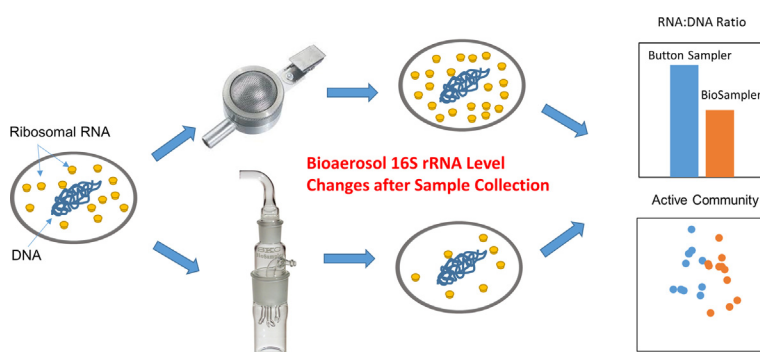 RNA:DNA Ratio
Button Sampler
BioSampler
Ribosomal RNA
DNA
Bioaerosol 16S rRNA Level
Changes after Sample Collection
Active Community